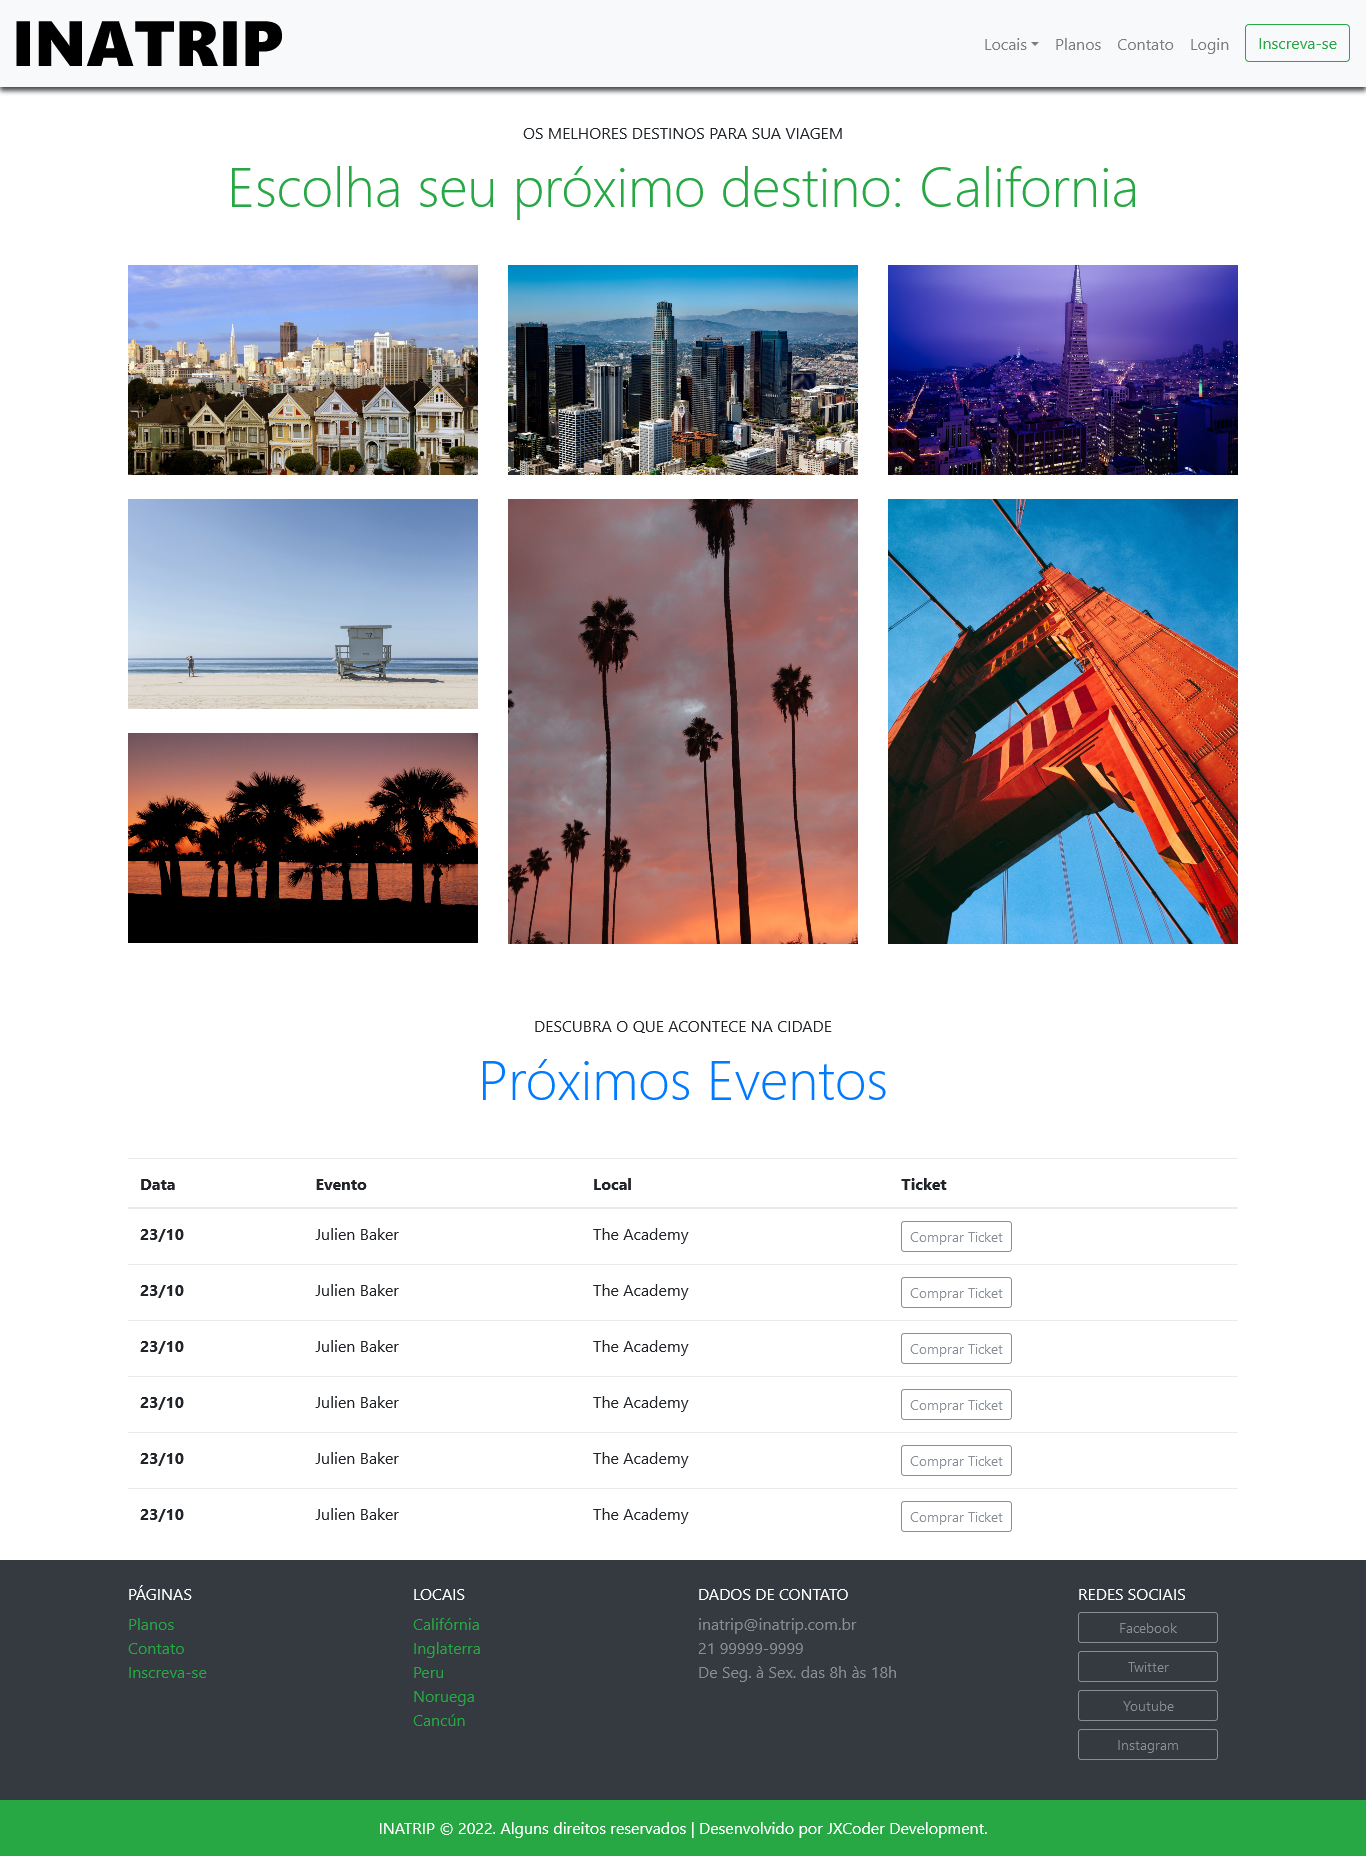 INATRIP
Locais
Planos
Contato
Login
Inscreva-se
OS MELHORES DESTINOS PARA SUA VIAGEM
Escolha seu próximo destino: California
DESCUBRA O QUE ACONTECE NA CIDADE
Próximos Eventos
Data Evento Local Ticket
23/10 Julien Baker The Academy Comprar Ticket
23/10 Julien Baker The Academy Comprar Ticket
23/10 Julien Baker The Academy Comprar Ticket
23/10 Julien Baker The Academy Comprar Ticket
23/10 Julien Baker The Academy Comprar Ticket
23/10 Julien Baker The Academy Comprar Ticket
PÁGINAS
Planos
Contato
Inscreva-se
LOCAIS
Califórnia
Inglaterra
Peru
Noruega
Cancún
DADOS DE CONTATO
inatrip@inatrip.com.br
21 99999-9999
De Seg. à Sex. das 8h às 18h
REDES SOCIAIS
Facebook
Twitter
Youtube
Instagram
INATRIP © 2022. Alguns direitos reservados | Desenvolvido por JXCoder Development.